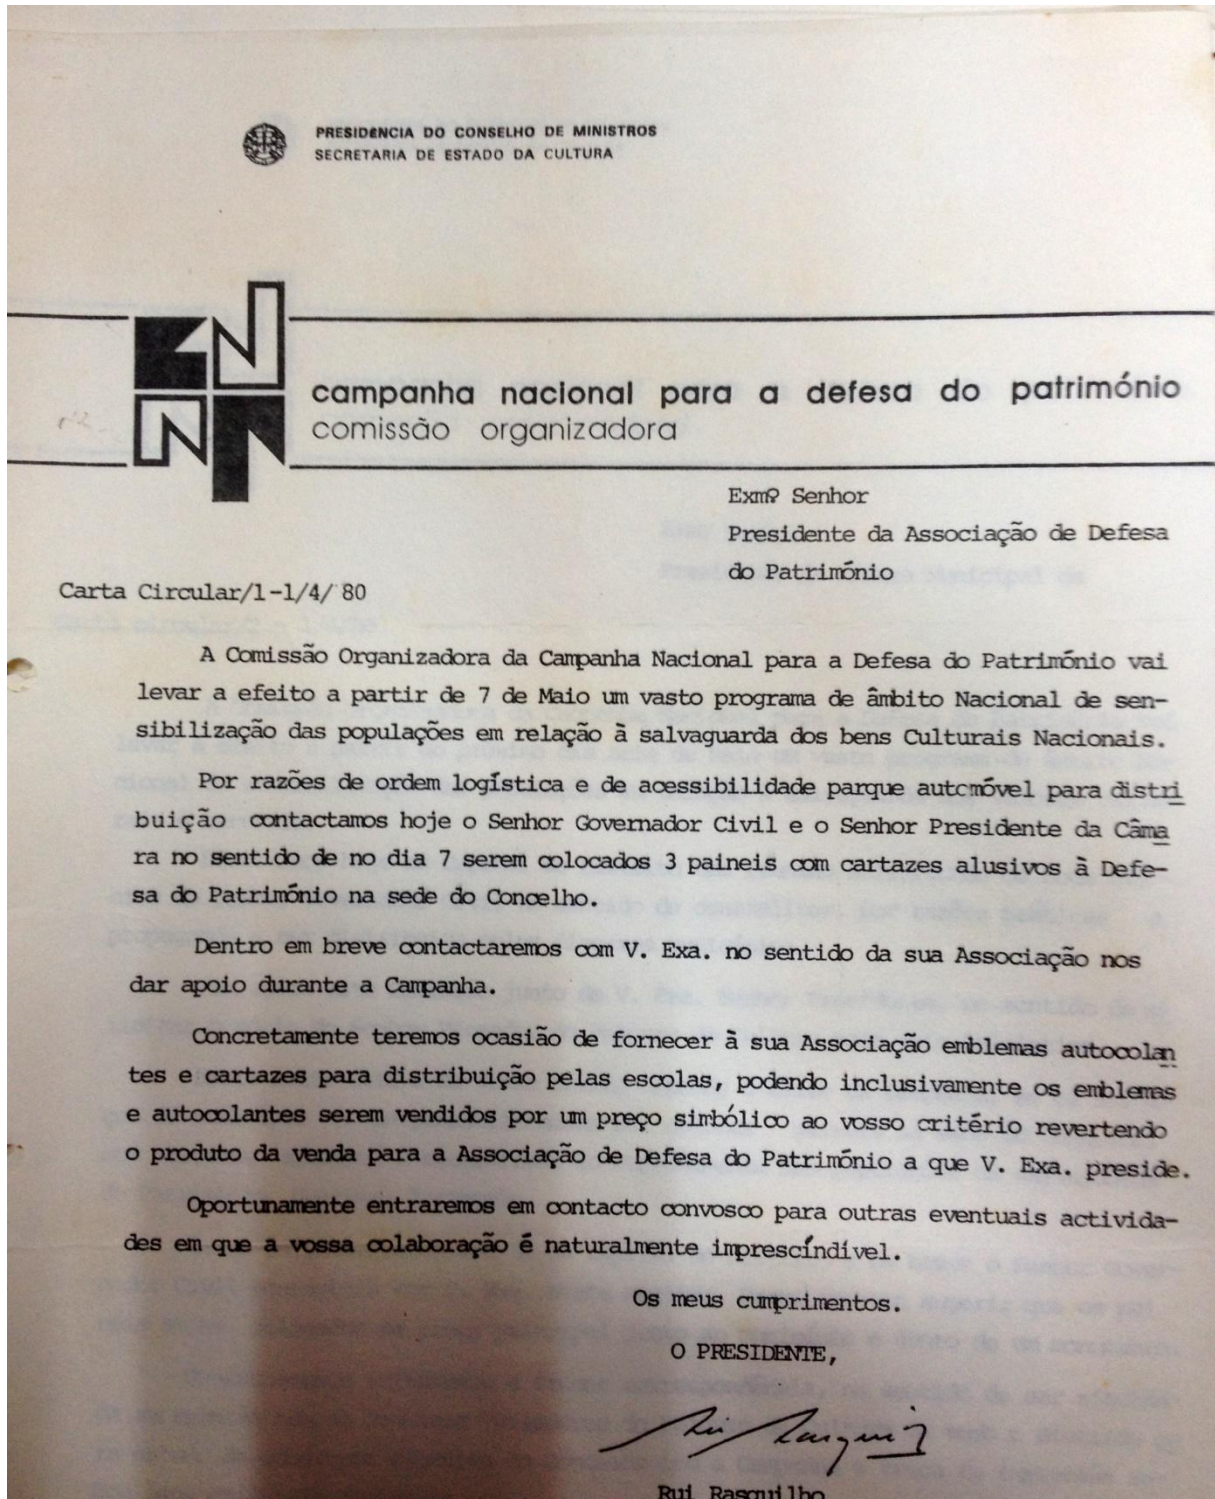 PRESIDÊNCIA DO CONSELHO DE MINISTROS
SECRETARIA DE ESTADO DA CULTURA
campanha nacional para a defesa do património
comissão organizadora
Exmº Senhor
Presidente da Associação de Defesa
do Património
Carta Circular/1-1/4/ 80
A Comissão Organizadora da Campanha Nacional para a Defesa do Património vai
levar a efeito a partir de 7 de Maio um vasto programa de âmbito Nacional de sen-
sibilização das populações em relação à salvaguarda dos bens Culturais Nacionais.
Por razões de ordem logística e de acessibilidade parque automóvel para distri
buição contactamos hoje o Senhor Governador Civil e o Senhor Presidente da Câma
ra no sentido de no dia 7 serem colocados 3 paineis com cartazes alusivos à Defe-
sa do Património na sede do Concelho.
Dentro em breve contactaremos com V. Exa. no sentido da sua Associação nos
dar apoio durante a Campanha.
Concretamente teremos ocasião de fornecer à sua Associação emblemas autocolan
tes e cartazes para distribuição pelas escolas, podendo inclusivamente os emblemas
e autocolantes serem vendidos por um preço simbólico ao vosso critério revertendo
o produto da venda para a Associação de Defesa do Património a que V. Exa. preside.
Oportunamente entraremos em contacto convosco para outras eventuais activida-
des em que a vossa colaboração é naturalmente imprescíndível.
Os meus cumprimentos.
O PRESIDENTE,
Rui Rasquilho